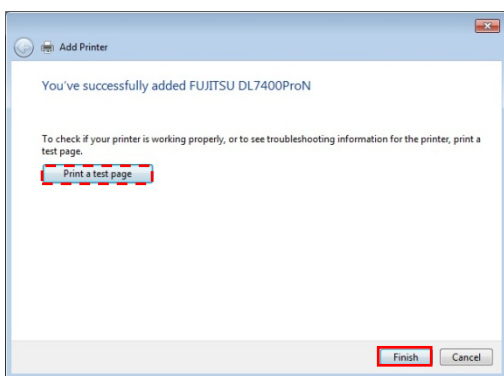 Add Printer
You've successfully added FUJITSU DL7400ProN
To check if your printer is working properly, or to see troubleshooting information for the printer, print a
test page.
Print a test page
Finish Cancel